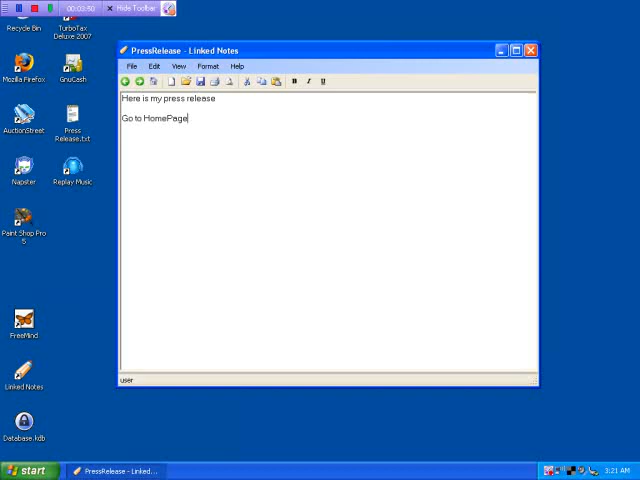 00:03:50
Hide Toolbar
Recycle Bin
TurboTax
Deluxe 2007
Mozilla Firefox
GnuCash
AuctionStreet
Press
Release.txt
Napster
Replay Music
Paint Shop Pro
5
FreeMind
Linked Notes
Database.kdb
PressRelease - Linked Notes
File Edit View Format Help
B I U
Here is my press release
Go to HomePage
user
start
PressRelease - Linked...
3:21 AM